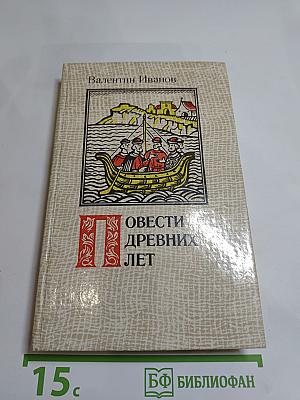 Валентин Иванов
ПОВЕСТИ
ДРЕВНИХ
ЛЕТ
15с
БФ БИБЛИОФАН